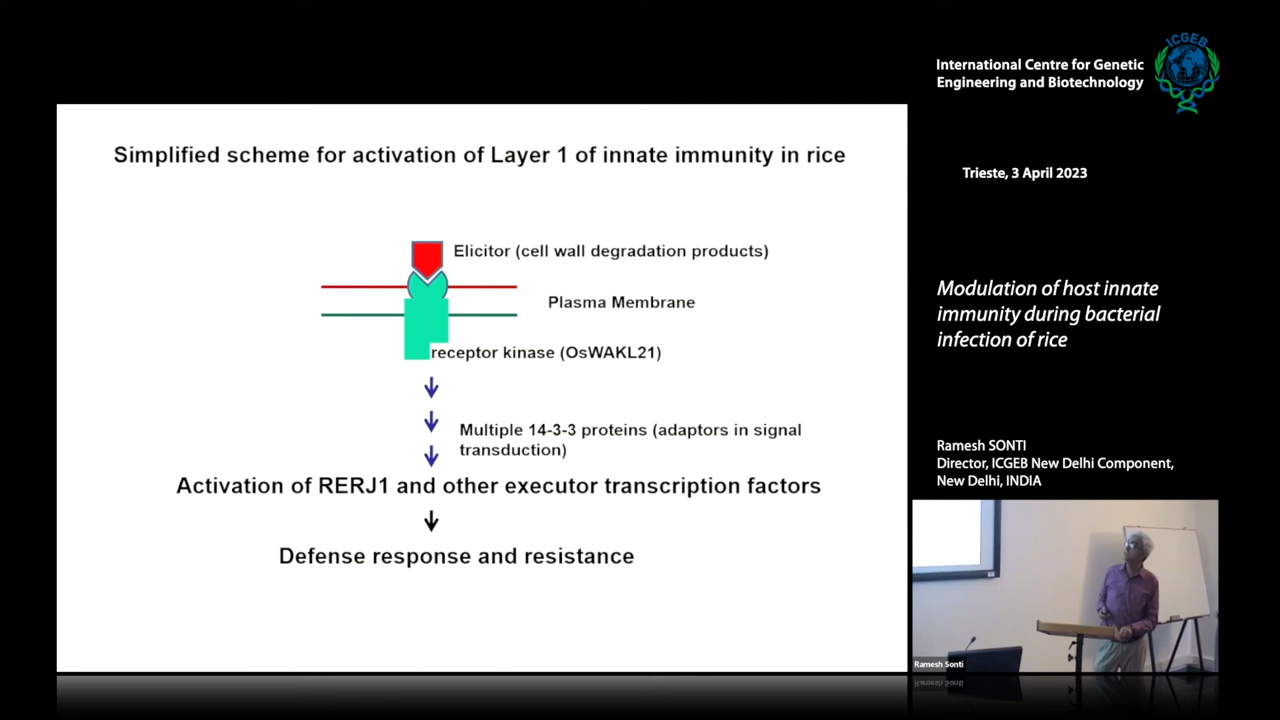 Simplified scheme for activation of Layer 1 of innate immunity in rice
Elicitor (cell wall degradation products)
Plasma Membrane
receptor kinase (OsWAKL21)
Multiple 14-3-3 proteins (adaptors in signal
transduction)
Activation of RERJ1 and other executor transcription factors
Defense response and resistance
International Centre for Genetic
Engineering and Biotechnology
ICGEB
Trieste, 3 April 2023
Modulation of host innate
immunity during bacterial
infection of rice
Ramesh SONTI
Director, ICGEB New Delhi Component,
New Delhi, INDIA
Ramesh Sonti